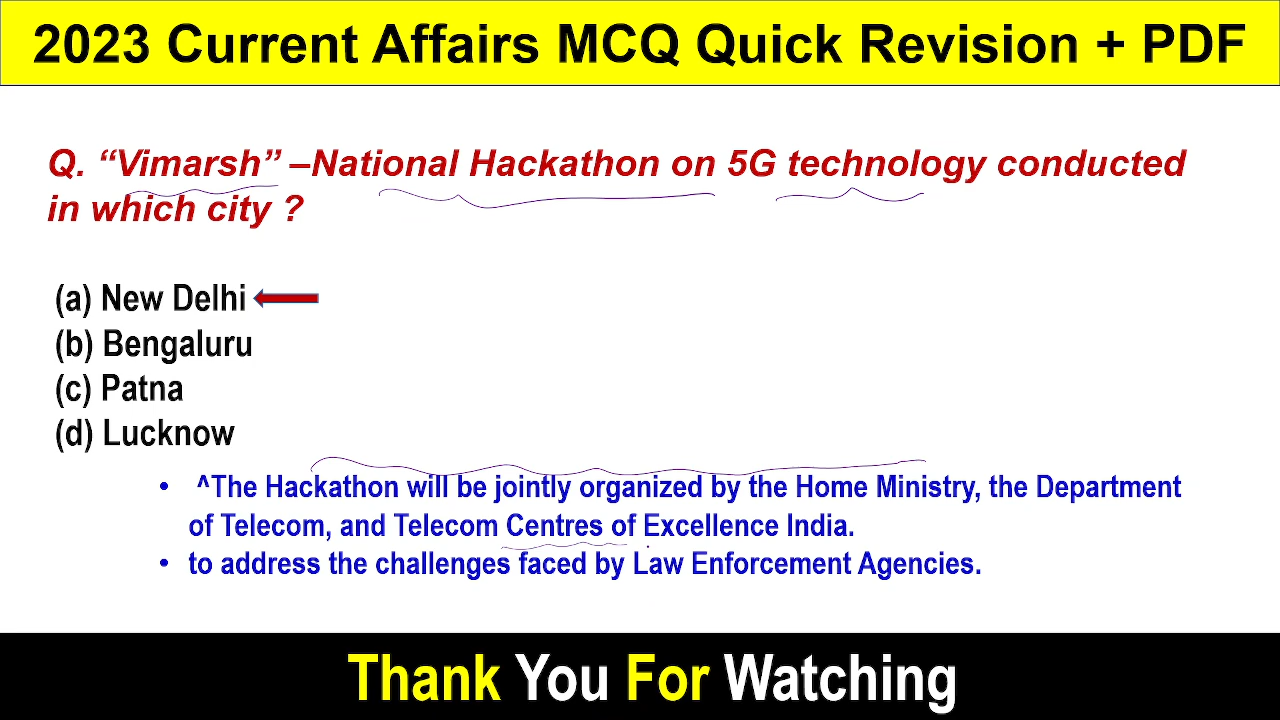 2023 Current Affairs MCQ Quick Revision + PDF
Q. “Vimarsh” –National Hackathon on 5G technology conducted
in which city ?
(a) New Delhi
(b) Bengaluru
(c) Patna
(d) Lucknow
• ^The Hackathon will be jointly organized by the Home Ministry, the Department
of Telecom, and Telecom Centres of Excellence India.
• to address the challenges faced by Law Enforcement Agencies.
Thank You For Watching